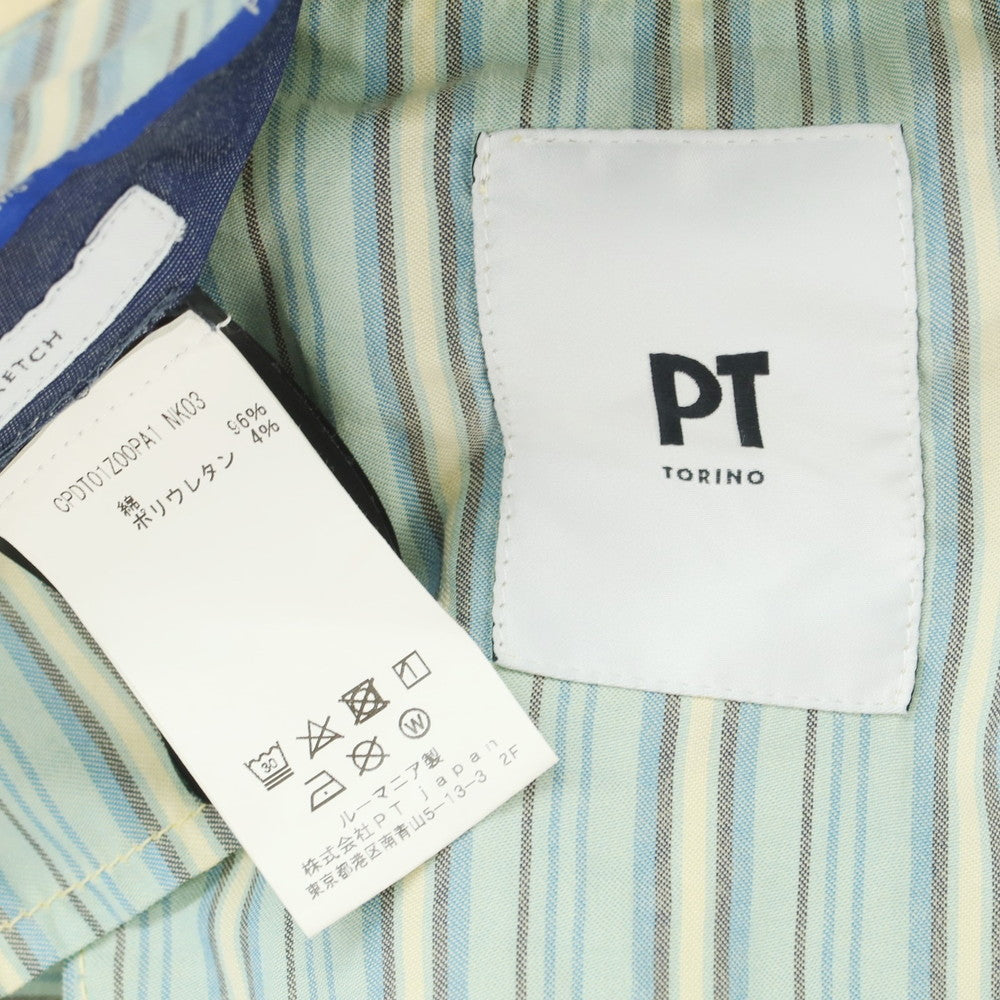 PT
TORINO
ETCH
CPDT01Z00PA1 NK03
綿 96%
ポリウレタン 4%
30
W
ルーマニア製
株式会社PT japan
東京都港区南青山5-13-3 2F